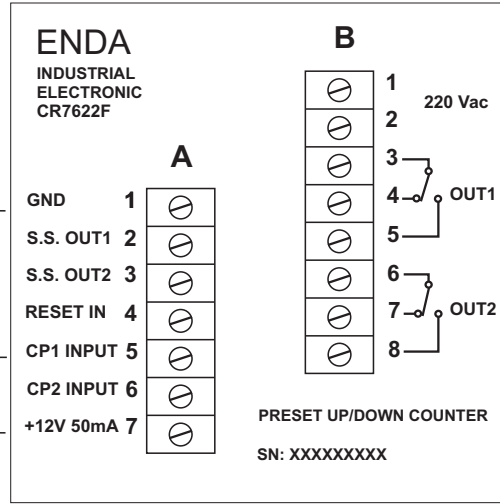 ENDA
INDUSTRIAL
ELECTRONIC
CR7622F
A
GND 1
S.S. OUT1 2
S.S. OUT2 3
RESET IN 4
CP1 INPUT 5
CP2 INPUT 6
+12V 50mA 7
B
1
220 Vac
2
3
4 OUT1
5
6
7 OUT2
8
PRESET UP/DOWN COUNTER
SN: XXXXXXXXX